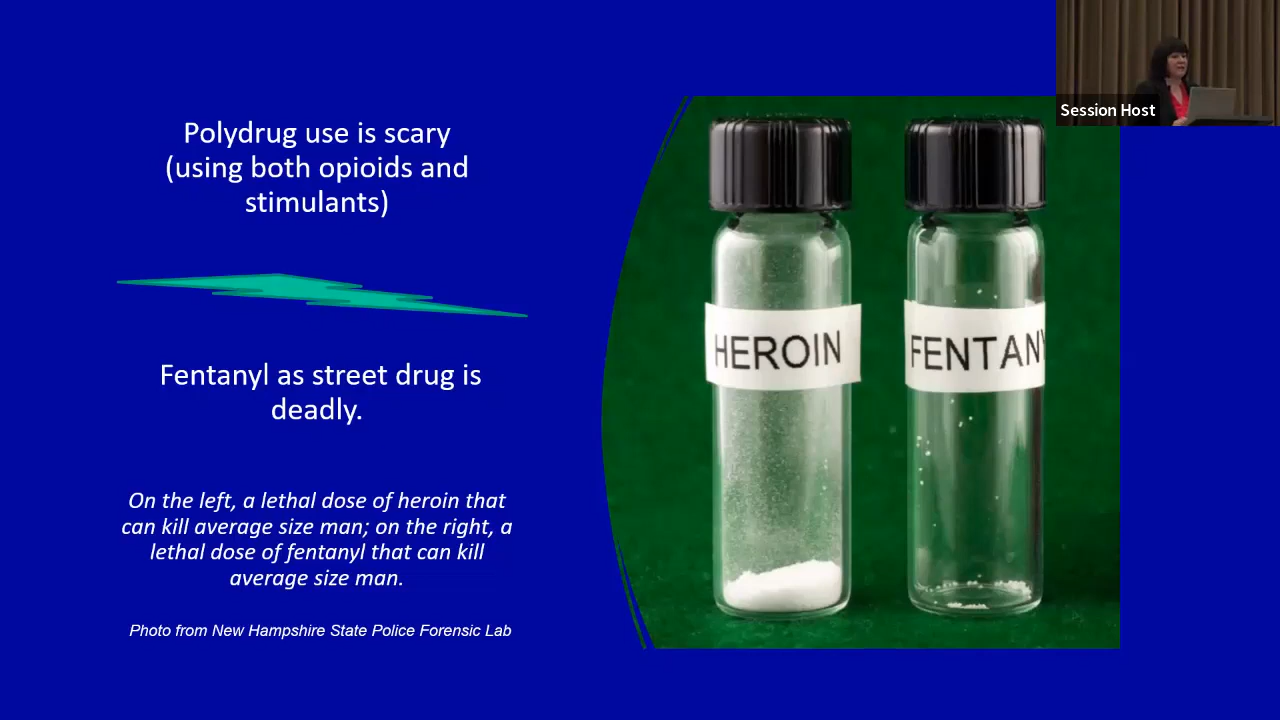 Polydrug use is scary
(using both opioids and
stimulants)
Fentanyl as street drug is
deadly.
On the left, a lethal dose of heroin that
can kill average size man; on the right, a
lethal dose of fentanyl that can kill
average size man.
Photo from New Hampshire State Police Forensic Lab
HEROIN
FENTANY
Session Host